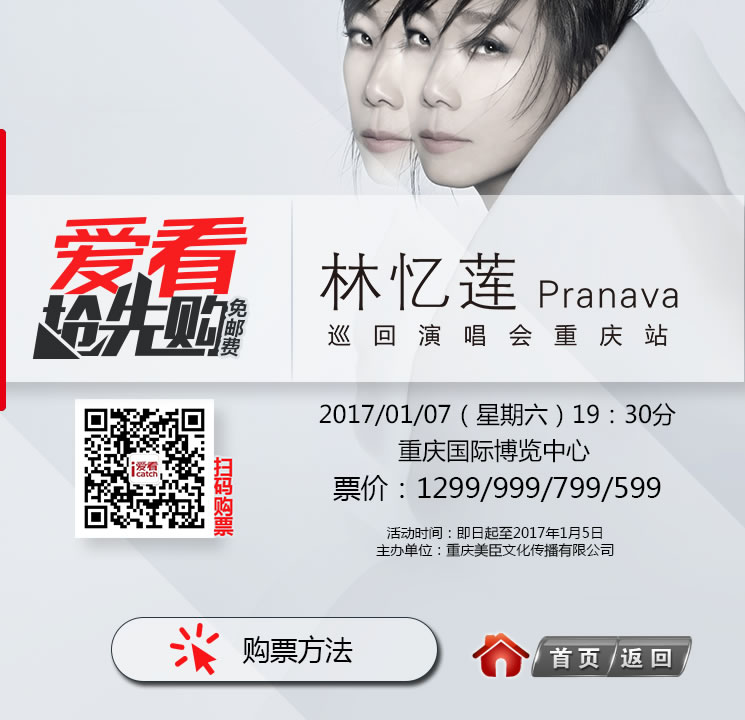 爱看
抢先购
免邮费
林忆莲 Pranava
巡回演唱会重庆站
i爱看
catch
扫码购票
2017/01/07（星期六）19：30分
重庆国际博览中心
票价：1299/999/799/599
活动时间：即日起至2017年1月5日
主办单位：重庆美臣文化传播有限公司
购票方法
首页
返回